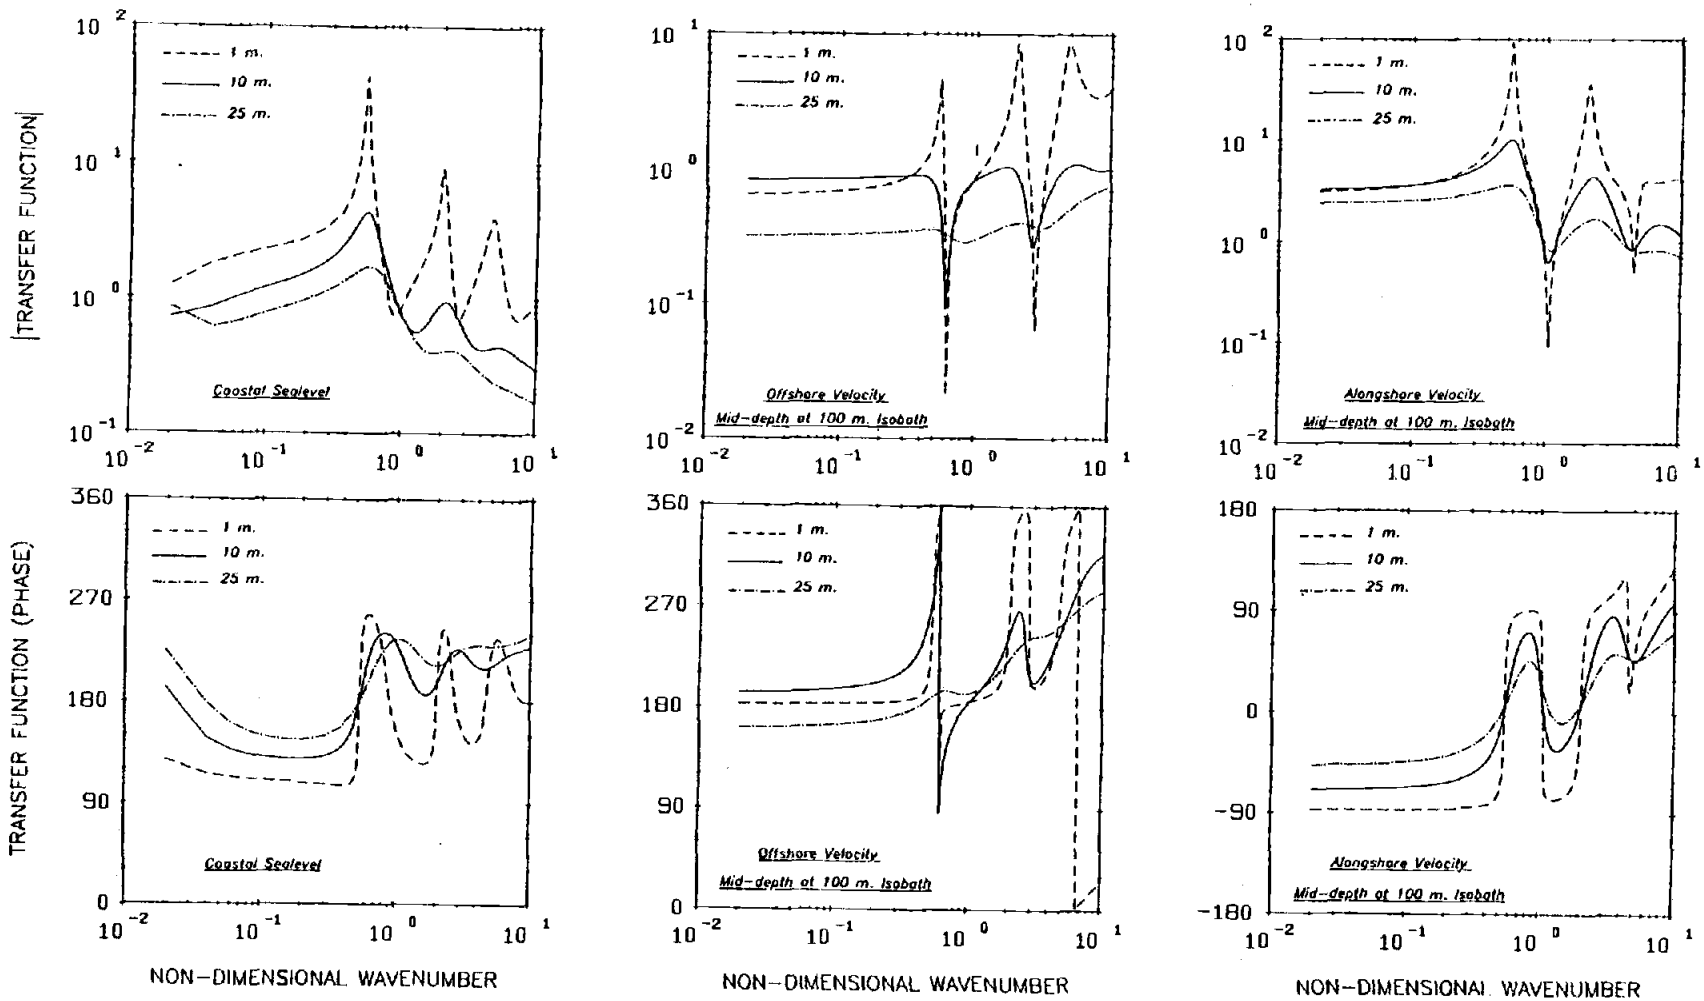 |TRANSFER FUNCTION|
10 2
10 1
10 0
10 -1
1 m.
10 m.
25 m.
Coastal Sealevel
10 -2
10 -1
10 0
10 1
10 1
10 0
10 -1
10 -2
1 m.
10 m.
25 m.
Offshore Velocity
Mid-depth at 100 m. Isobath
10 -2
10 -1
10 0
10 1
10 2
10 1
10 0
10 -1
10 -2
1 m.
10 m.
25 m.
Alongshore Velocity
Mid-depth at 100 m. Isobath
10 -2
10 -1
10 0
10 1
TRANSFER FUNCTION (PHASE)
360
270
180
90
0
1 m.
10 m.
25 m.
Coastal Sealevel
10 -2
10 -1
10 0
10 1
NON-DIMENSIONAL WAVENUMBER
360
270
180
90
0
1 m.
10 m.
25 m.
Offshore Velocity
Mid-depth at 100 m. Isobath
10 -2
10 -1
10 0
10 1
NON-DIMENSIONAL WAVENUMBER
180
90
0
-90
-180
1 m.
10 m.
25 m.
Alongshore Velocity
Mid-depth at 100 m. Isobath
10 -2
10 -1
10 0
10 1
NON-DIMENSIONAL WAVENUMBER